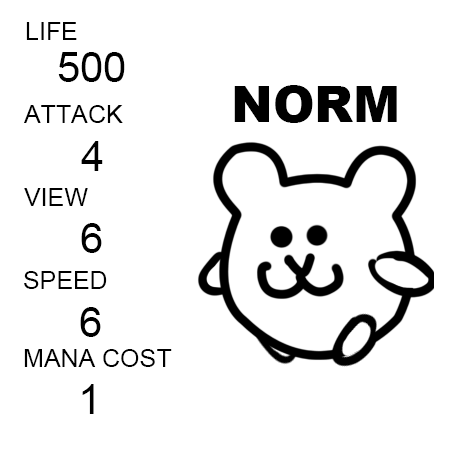 LIFE
500
NORM
ATTACK
4
VIEW
6
SPEED
6
MANA COST
1